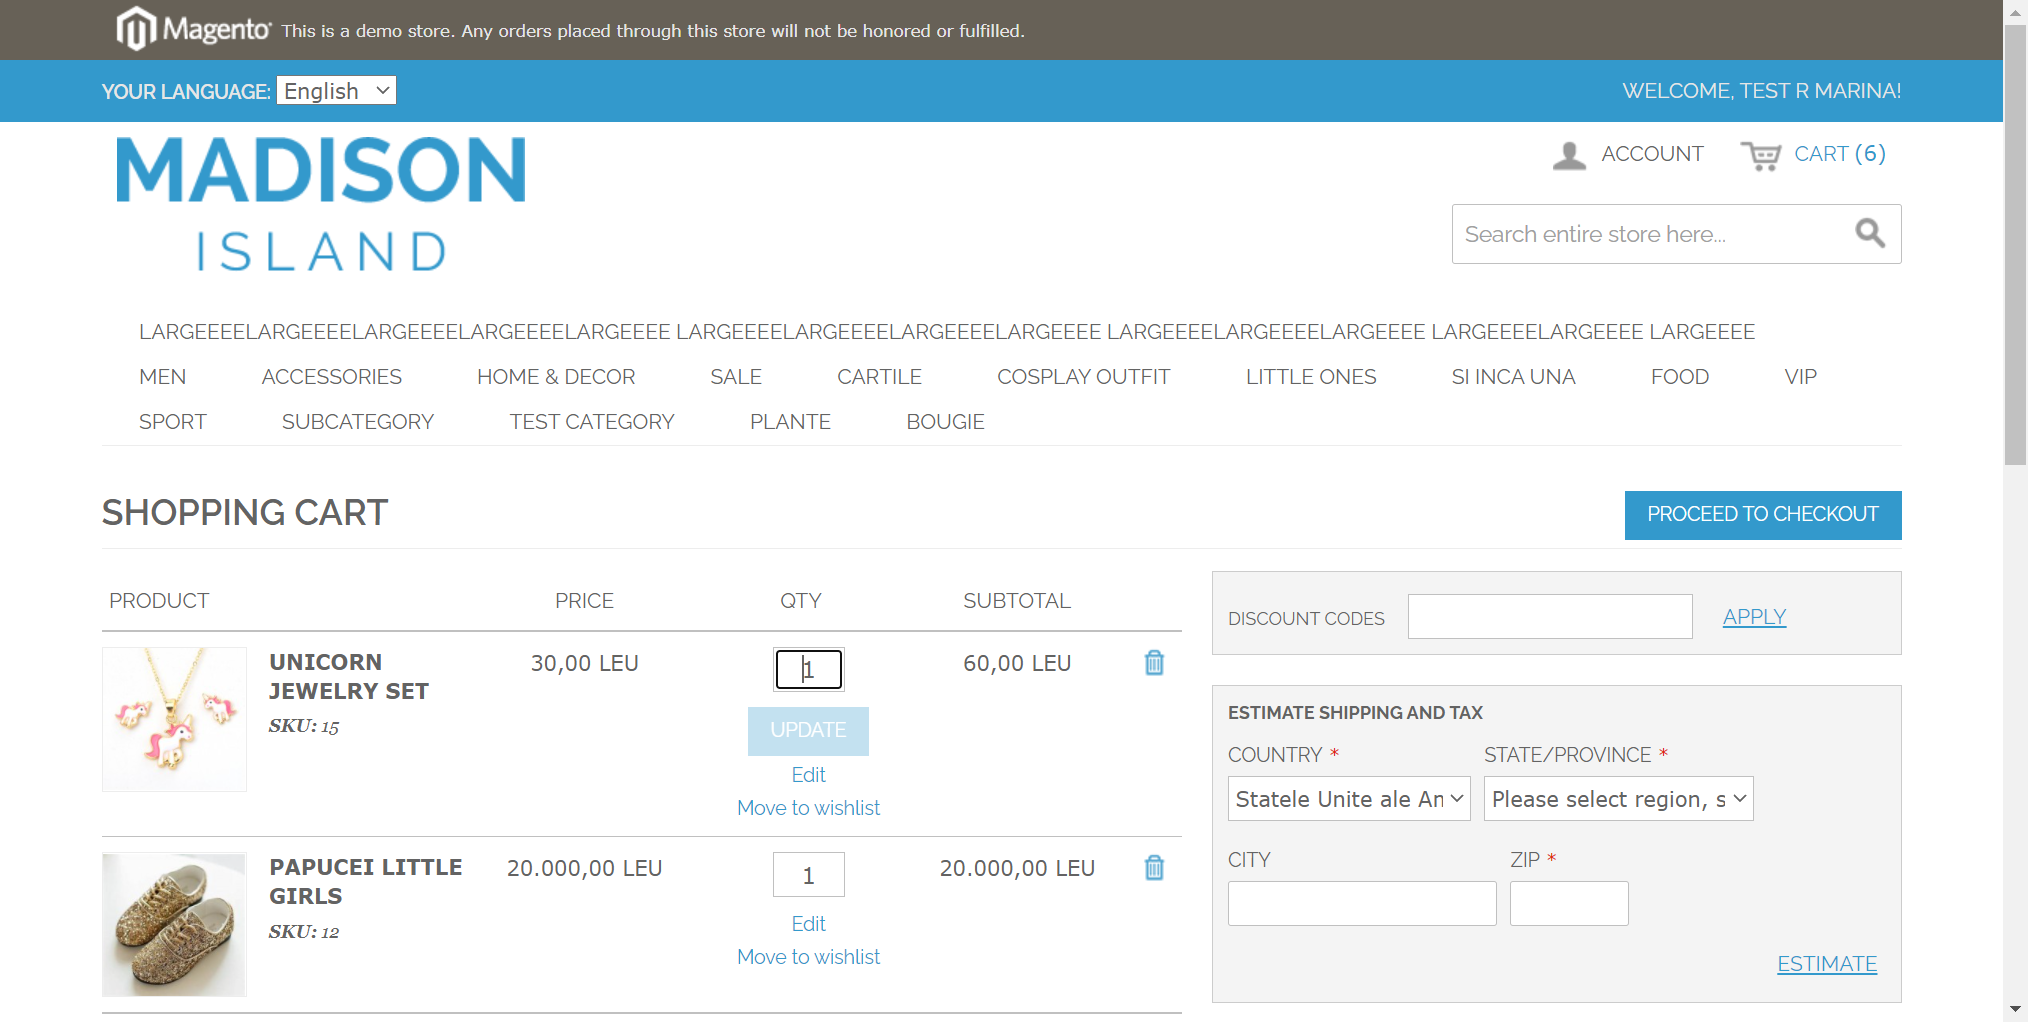 Magento
This is a demo store. Any orders placed through this store will not be honored or fulfilled.
YOUR LANGUAGE: English
WELCOME, TEST R MARINA!
MADISON
ISLAND
ACCOUNT
CART (6)
Search entire store here...
LARGEEEELARGEEEELARGEEEELARGEEEELARGEEEE LARGEEEELARGEEEELARGEEEELARGEEEE LARGEEEELARGEEEELARGEEEE LARGEEEELARGEEEE LARGEEEE
MEN ACCESSORIES HOME & DECOR SALE CARTILE COSPLAY OUTFIT LITTLE ONES SI INCA UNA FOOD VIP
SPORT SUBCATEGORY TEST CATEGORY PLANTE BOUGIE
SHOPPING CART
PROCEED TO CHECKOUT
PRODUCT PRICE QTY SUBTOTAL
UNICORN
JEWELRY SET
SKU: 15
30,00 LEU
1
60,00 LEU
UPDATE
Edit
Move to wishlist
PAPUCEI LITTLE
GIRLS
SKU: 12
20.000,00 LEU
1
20.000,00 LEU
Edit
Move to wishlist
DISCOUNT CODES
APPLY
ESTIMATE SHIPPING AND TAX
COUNTRY * STATE/PROVINCE *
Statele Unite ale Am Please select region, s
CITY ZIP *
ESTIMATE